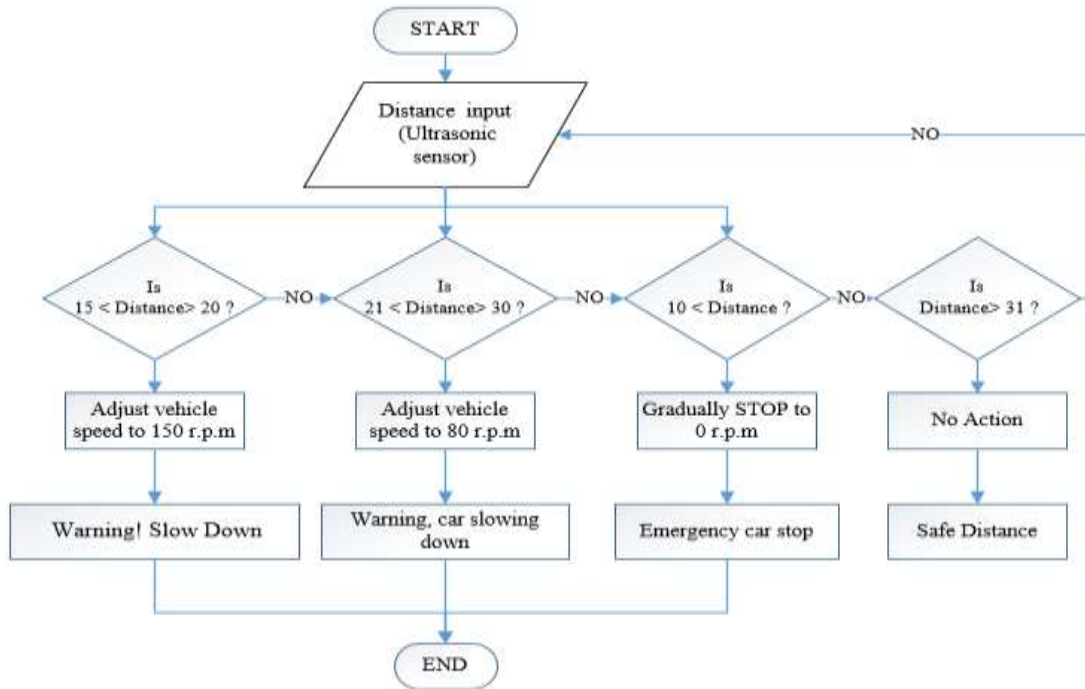 START
Distance input
(Ultrasonic
sensor)
NO
Is
15 < Distance> 20 ?
NO
Is
21 < Distance> 30 ?
NO
Is
10 < Distance ?
NO
Is
Distance> 31 ?
Adjust vehicle
speed to 150 r.p.m
Adjust vehicle
speed to 80 r.p.m
Gradually STOP to
0 r.p.m
No Action
Warning! Slow Down
Warning, car slowing
down
Emergency car stop
Safe Distance
END